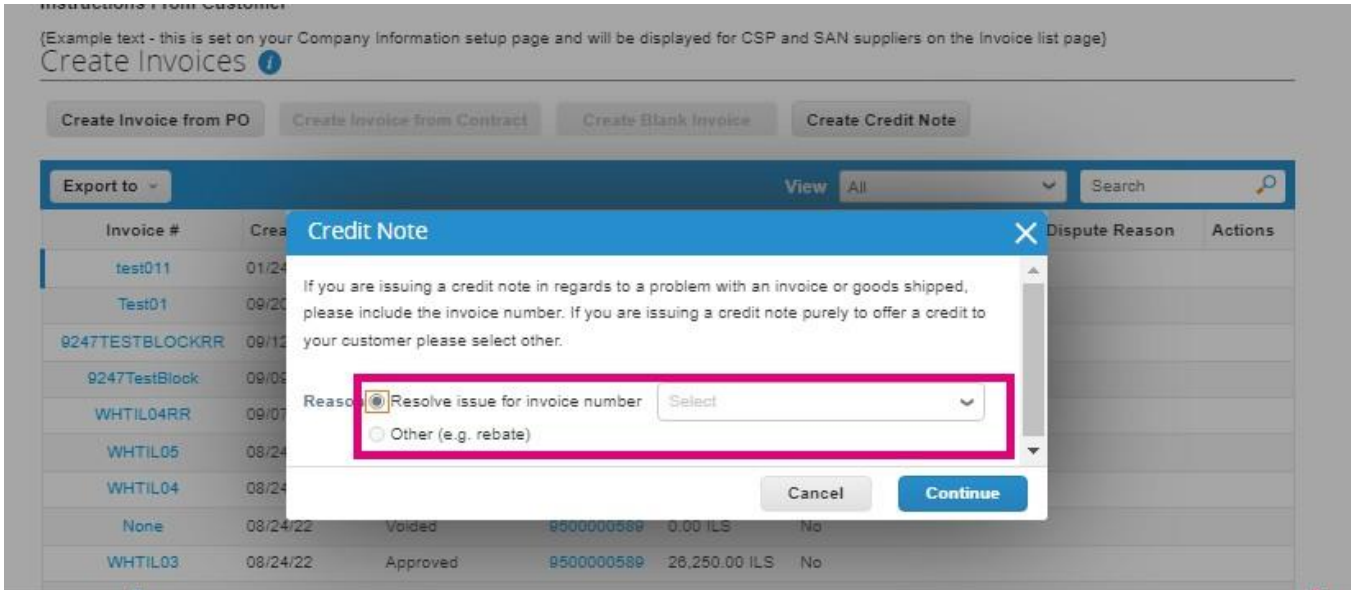 Instructions From Customer
{Example text - this is set on your Company Information setup page and will be displayed for CSP and SAN suppliers on the Invoice list page}
Create Invoices i
Create Invoice from PO Create Invoice from Contract Create Blank Invoice Create Credit Note
Export to View All Search
Invoice # Crea Dispute Reason Actions
Credit Note
test011 01/24
If you are issuing a credit note in regards to a problem with an invoice or goods shipped,
Test01 09/20
please include the invoice number. If you are issuing a credit note purely to offer a credit to
9247TESTBLOCKRR 09/12 your customer please select other.
9247TestBlock 09/09
WHTIL04RR 09/07 Reason Resolve issue for invoice number Select
Other (e.g. rebate)
WHTIL05 08/24
WHTIL04 08/24 Cancel Continue
None 08/24/22 Voided 9500000589 0.00 ILS No
WHTIL03 08/24/22 Approved 9500000589 26,250.00 ILS No